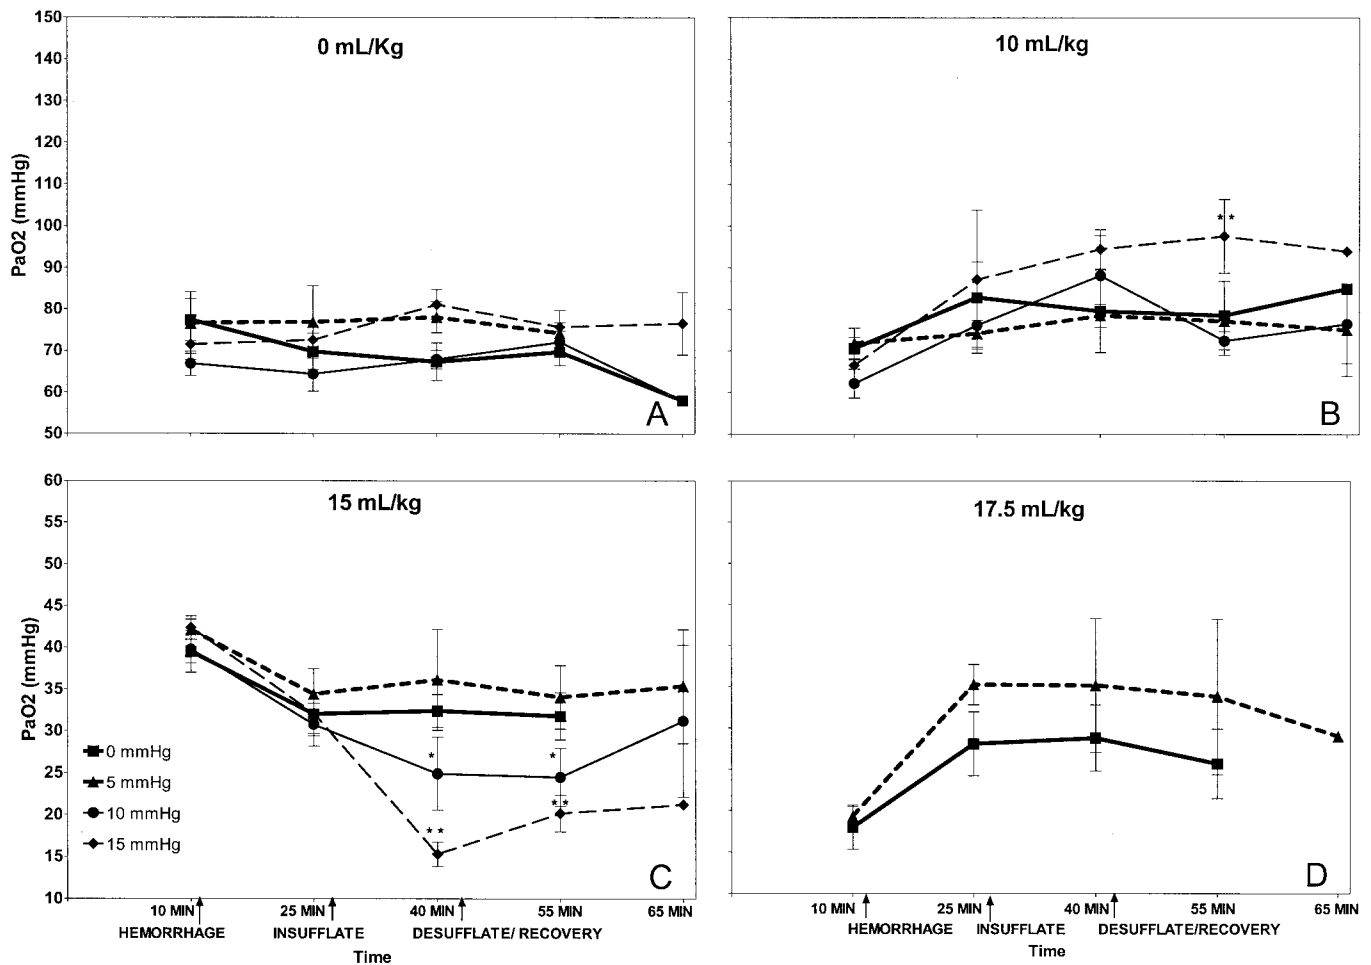 0 mL/Kg
10 mL/kg
PaO2 (mmHg)
150
140
130
120
110
100
90
80
70
60
50
**
A
B
15 mL/kg
17.5 mL/kg
PaO2 (mmHg)
60
55
50
45
40
35
30
25
20
15
10
*
*
**
**
0 mmHg
5 mmHg
10 mmHg
15 mmHg
C
D
10 MIN 25 MIN 40 MIN 55 MIN 65 MIN
HEMORRHAGE INSUFFLATE DESUFFLATE/ RECOVERY
Time
10 MIN 25 MIN 40 MIN 55 MIN 65 MIN
HEMORRHAGE INSUFFLATE DESUFFLATE/RECOVERY
Time